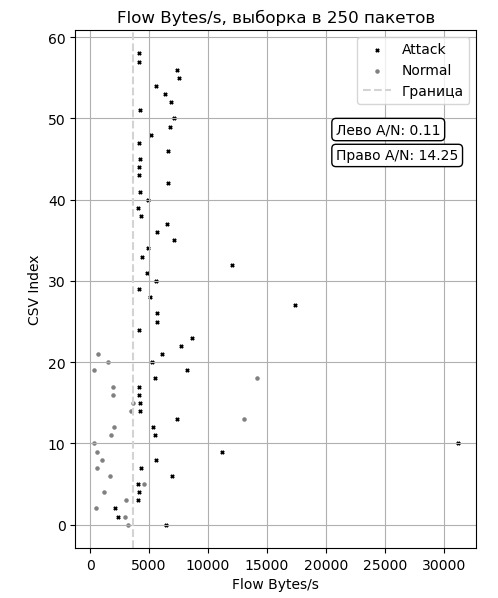 Flow Bytes/s, выборка в 250 пакетов
Attack
Normal
Граница
Лево A/N: 0.11
Право A/N: 14.25
60
50
40
30
20
10
0
CSV Index
0 5000 10000 15000 20000 25000 30000
Flow Bytes/s